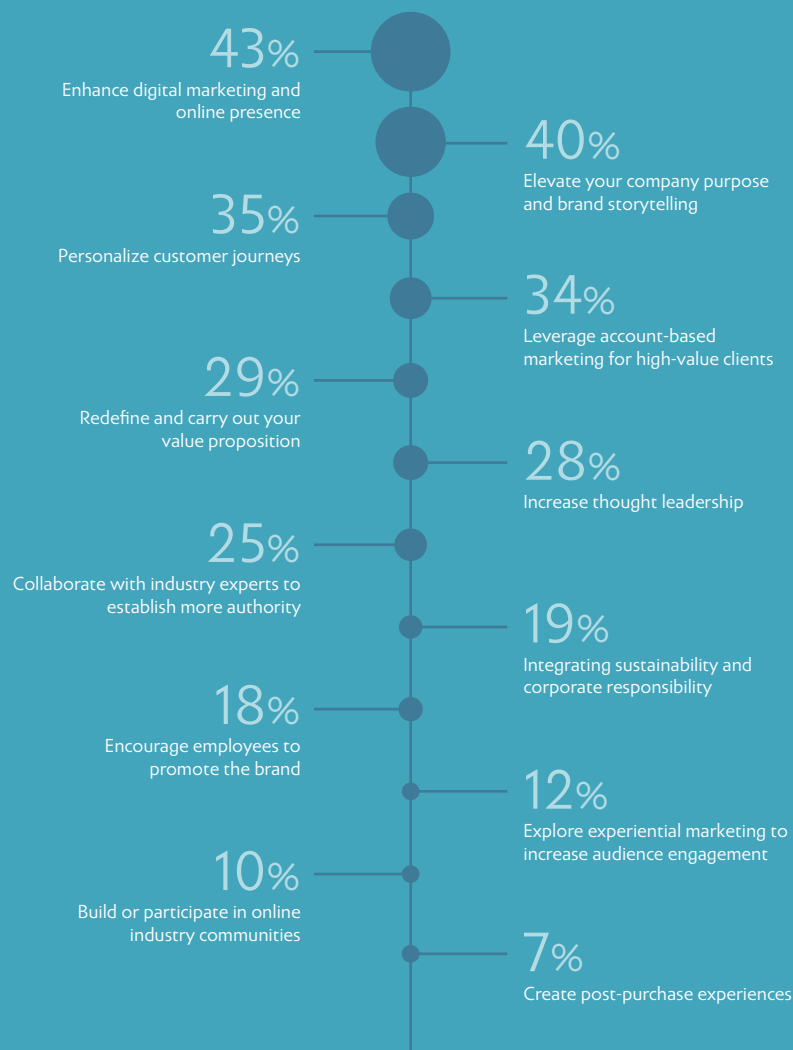 43%
Enhance digital marketing and
online presence
40%
Elevate your company purpose
and brand storytelling
35%
Personalize customer journeys
34%
Leverage account-based
marketing for high-value clients
29%
Redefine and carry out your
value proposition
28%
Increase thought leadership
25%
Collaborate with industry experts to
establish more authority
19%
Integrating sustainability and
corporate responsibility
18%
Encourage employees to
promote the brand
12%
Explore experiential marketing to
increase audience engagement
10%
Build or participate in online
industry communities
7%
Create post-purchase experiences